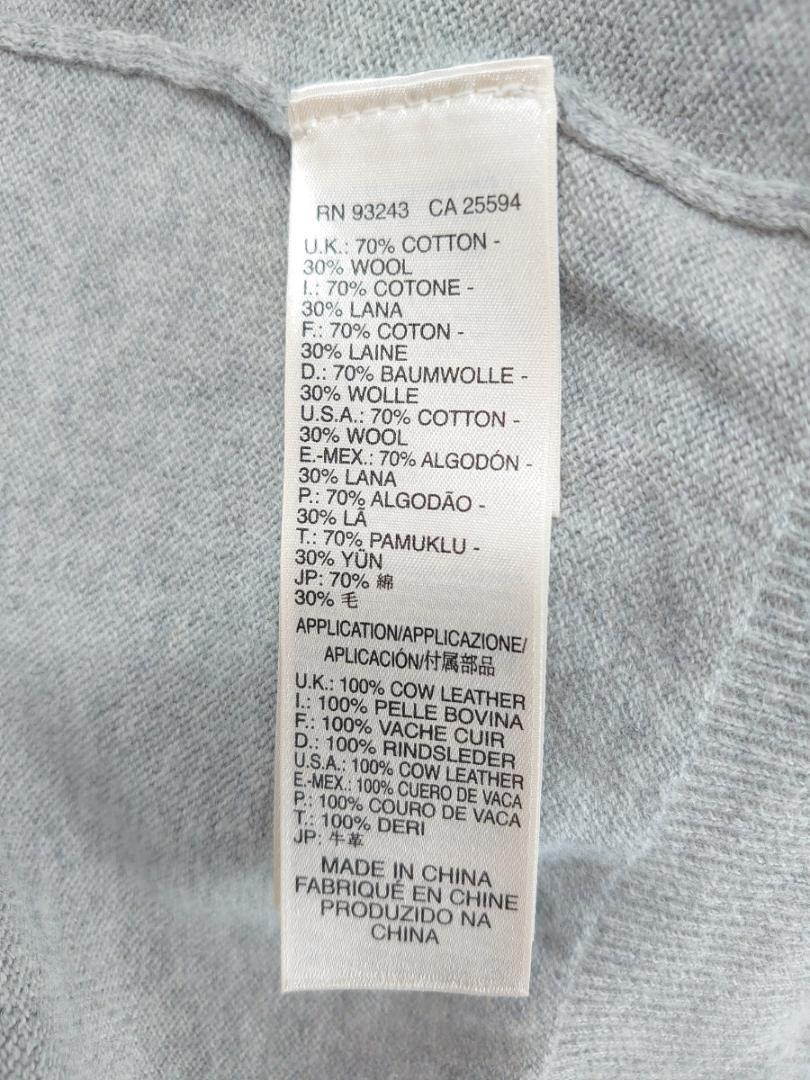 RN 93243 CA 25594
U.K.: 70% COTTON -
30% WOOL
I.: 70% COTONE -
30% LANA
F.: 70% COTON -
30% LAINE
D.: 70% BAUMWOLLE -
30% WOLLE
U.S.A.: 70% COTTON -
30% WOOL
E.-MEX.: 70% ALGODÓN -
30% LANA
P.: 70% ALGODÃO -
30% LÃ
T.: 70% PAMUKLU -
30% YÜN
JP: 70% 綿
30% 毛
APPLICATION/APPLICAZIONE/
APLICACIÓN/付属部品
U.K.: 100% COW LEATHER
I.: 100% PELLE BOVINA
F.: 100% VACHE CUIR
D.: 100% RINDSLEDER
U.S.A.: 100% COW LEATHER
E.-MEX.: 100% CUERO DE VACA
P.: 100% COURO DE VACA
T.: 100% DERI
JP: 牛革
MADE IN CHINA
FABRIQUÉ EN CHINE
PRODUZIDO NA
CHINA